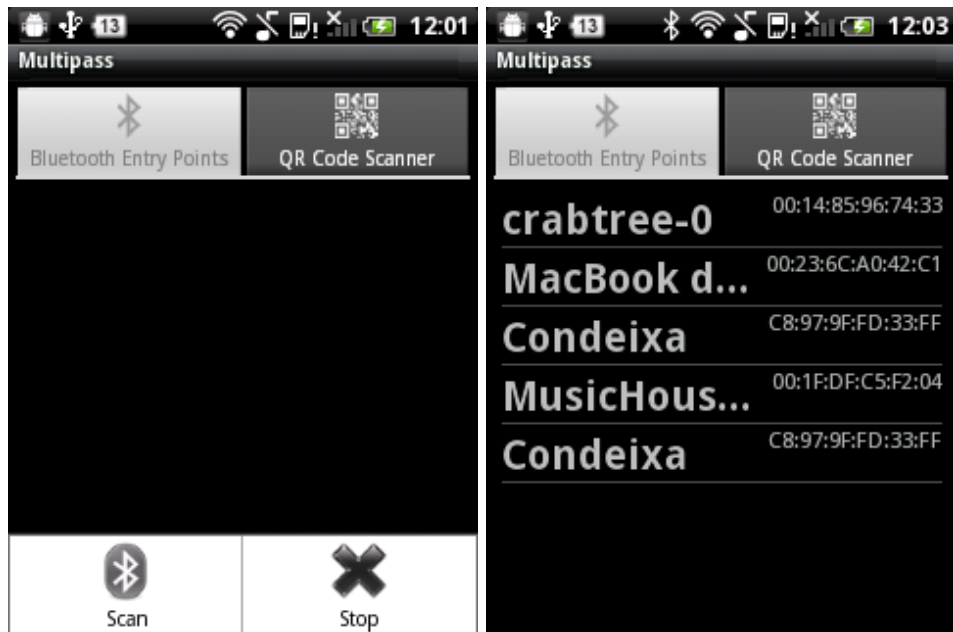 13 12:01
Multipass
Bluetooth Entry Points QR Code Scanner
Scan Stop
13 12:03
Multipass
Bluetooth Entry Points QR Code Scanner
crabtree-0 00:14:85:96:74:33
MacBook d... 00:23:6C:A0:42:C1
Condeixa C8:97:9F:FD:33:FF
MusicHous... 00:1F:DF:C5:F2:04
Condeixa C8:97:9F:FD:33:FF